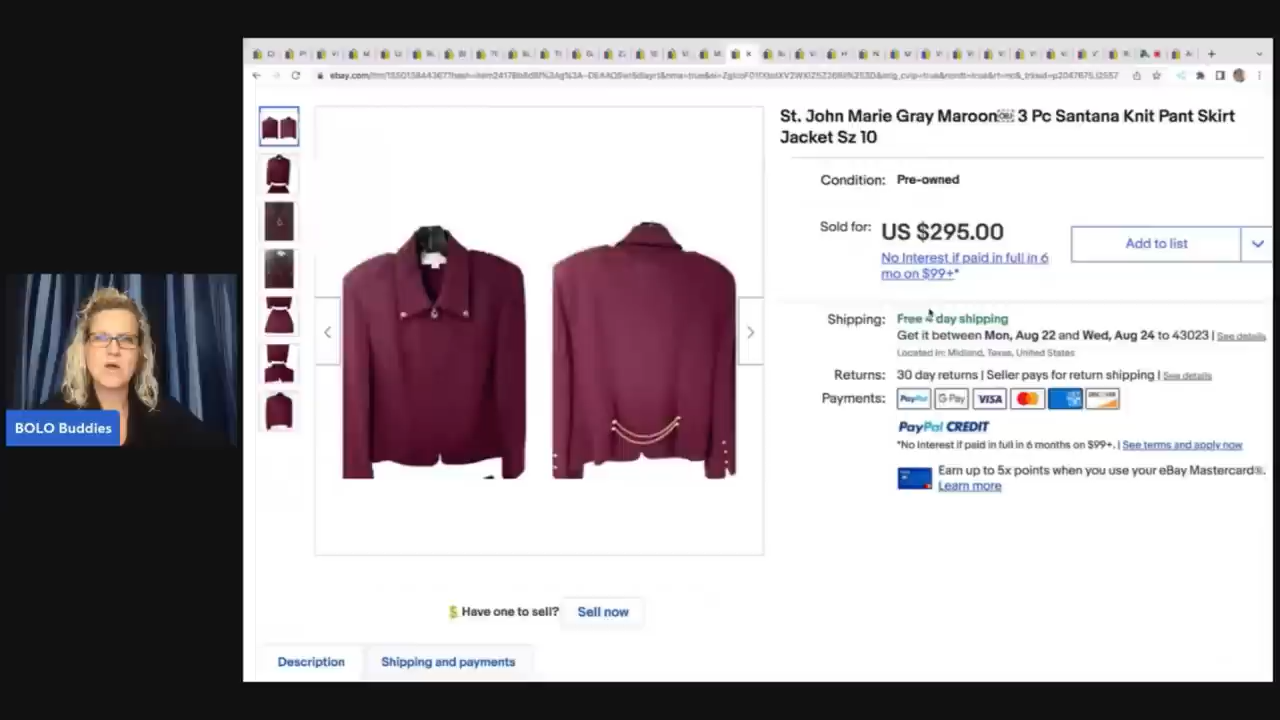 St. John Marie Gray Maroon 3 Pc Santana Knit Pant Skirt
Jacket Sz 10
Condition: Pre-owned
Sold for: US $295.00
No Interest if paid in full in 6
mo on $99+*
Add to list
Shipping: Free 4 day shipping
Get it between Mon, Aug 22 and Wed, Aug 24 to 43023 | See details
Located in: Midland, Texas, United States
Returns: 30 day returns | Seller pays for return shipping | See details
Payments: PayPal G Pay VISA
DISCOVER
PayPal CREDIT
*No Interest if paid in full in 6 months on $99+. | See terms and apply now
Earn up to 5x points when you use your eBay Mastercard®.
Learn more
BOLO Buddies
Have one to sell? Sell now
Description
Shipping and payments